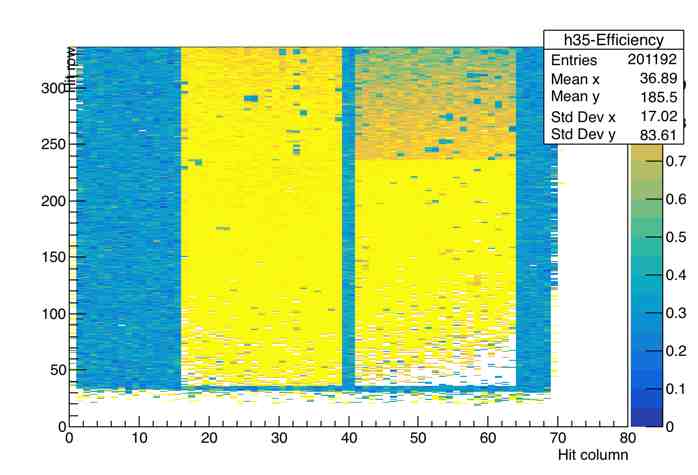 h35-Efficiency
Entries 201192
Mean x 36.89
Mean y 185.5
Std Dev x 17.02
Std Dev y 83.61
Hit row
300
250
200
150
100
50
0
0 10 20 30 40 50 60 70 80
Hit column
0.7
0.6
0.5
0.4
0.3
0.2
0.1
0